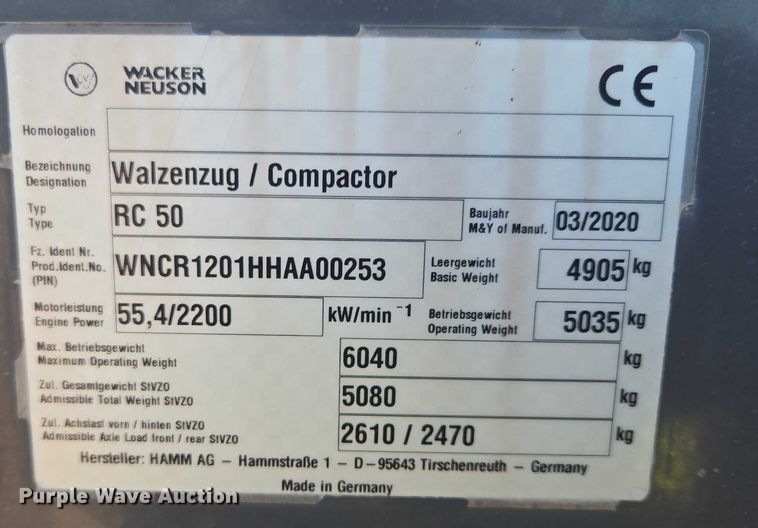 WACKER
NEUSON
CE
Homologation
Bezeichnung
Designation
Walzenzug / Compactor
Typ
Type
RC 50
Baujahr
M&Y of Manuf.
03/2020
Fz. Ident Nr.
Prod.Ident.No.
(PIN)
WNCR1201HHAA00253
Leergewicht
Basic Weight
4905 kg
Motorleistung
Engine Power
55,4/2200
kW/min -1
Betriebsgewicht
Operating Weight
5035 kg
Max. Betriebsgewicht
Maximum Operating Weight
6040 kg
Zul. Gesamtgewicht StVZO
Admissible Total Weight StVZO
5080 kg
Zul. Achslast vorn / hinten StVZO
Admissible Axle Load front / rear StVZO
2610 / 2470 kg
Hersteller: HAMM AG – Hammstraße 1 – D–95643 Tirschenreuth – Germany
Made in Germany
Purple Wave Auction